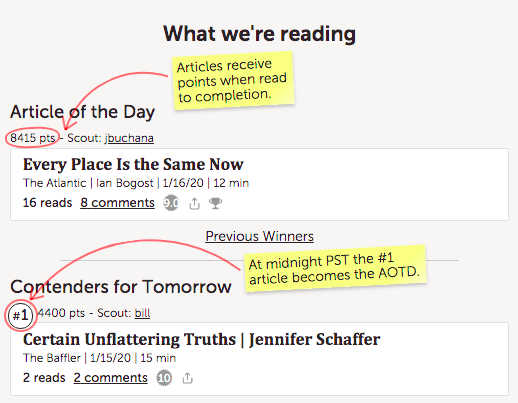 What we're reading
Articles receive
points when read
to completion.
Article of the Day
8415 pts - Scout: jbuchana
Every Place Is the Same Now
The Atlantic | Ian Bogost | 1/16/20 | 12 min
16 reads 8 comments 9.0
Previous Winners
At midnight PST the #1
article becomes the AOTD.
Contenders for Tomorrow
#1 4400 pts - Scout: bill
Certain Unflattering Truths | Jennifer Schaffer
The Baffler | 1/15/20 | 15 min
2 reads 2 comments 10